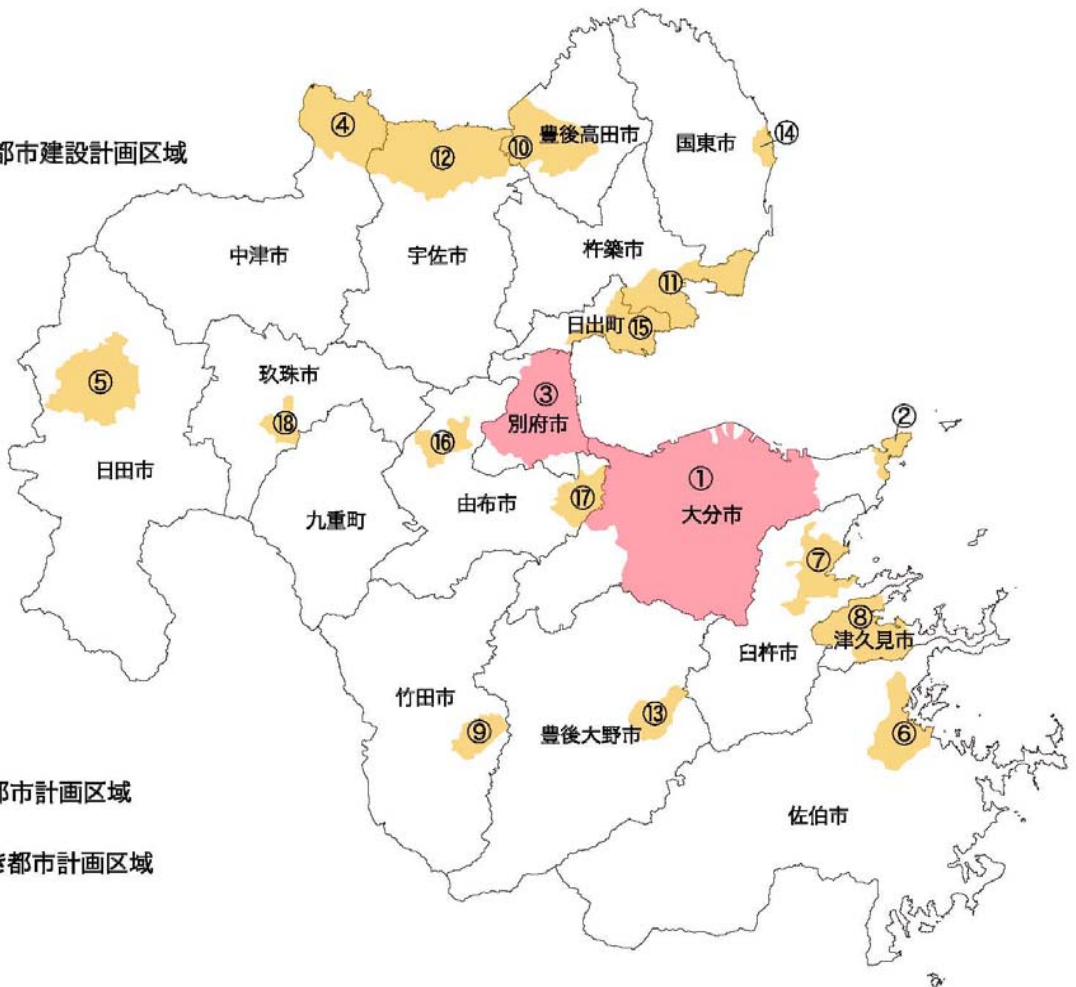 ④
⑫
⑩
豊後高田市
国東市
⑭
都市建設計画区域
中津市
宇佐市
杵築市
⑪
日出町
⑮
⑤
玖珠市
③
別府市
⑱
⑯
②
日田市
九重町
由布市
⑰
①
大分市
⑦
⑧
津久見市
臼杵市
竹田市
⑨
豊後大野市
⑬
⑥
佐伯市
都市計画区域
き都市計画区域